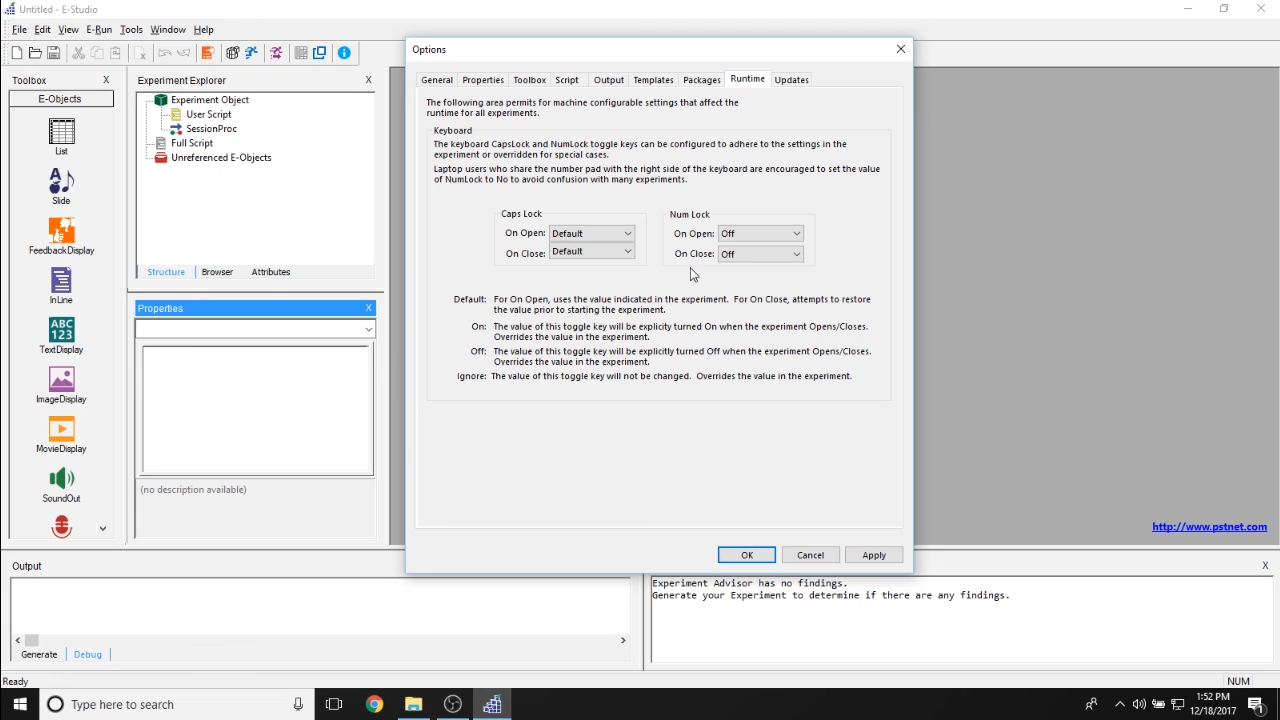 Untitled - E-Studio
File Edit View E-Run Tools Window Help
Toolbox X
E-Objects
List
Slide
FeedbackDisplay
InLine
ABC
123
TextDisplay
ImageDisplay
MovieDisplay
SoundOut
Experiment Explorer X
Experiment Object
User Script
SessionProc
Full Script
Unreferenced E-Objects
Structure Browser Attributes
Properties X
(no description available)
Options
General Properties Toolbox Script Output Templates Packages Runtime Updates
The following area permits for machine configurable settings that affect the
runtime for all experiments.
Keyboard
The keyboard CapsLock and NumLock toggle keys can be configured to adhere to the settings in the
experiment or overridden for special cases.
Laptop users who share the number pad with the right side of the keyboard are encouraged to set the value
of NumLock to No to avoid confusion with many experiments.
Caps Lock
On Open: Default
On Close: Default
Num Lock
On Open: Off
On Close: Off
Default: For On Open, uses the value indicated in the experiment. For On Close, attempts to restore
the value prior to starting the experiment.
On: The value of this toggle key will be explicity turned On when the experiment Opens/Closes.
Overrides the value in the experiment.
Off: The value of this toggle key will be explicitly turned Off when the experiment Opens/Closes.
Overrides the value in the experiment.
Ignore: The value of this toggle key will not be changed. Overrides the value in the experiment.
OK Cancel Apply
http://www.pstnet.com
Output
Generate Debug
X
Experiment Advisor has no findings.
Generate your Experiment to determine if there are any findings.
Ready NUM
Type here to search
1:52 PM
12/18/2017
1